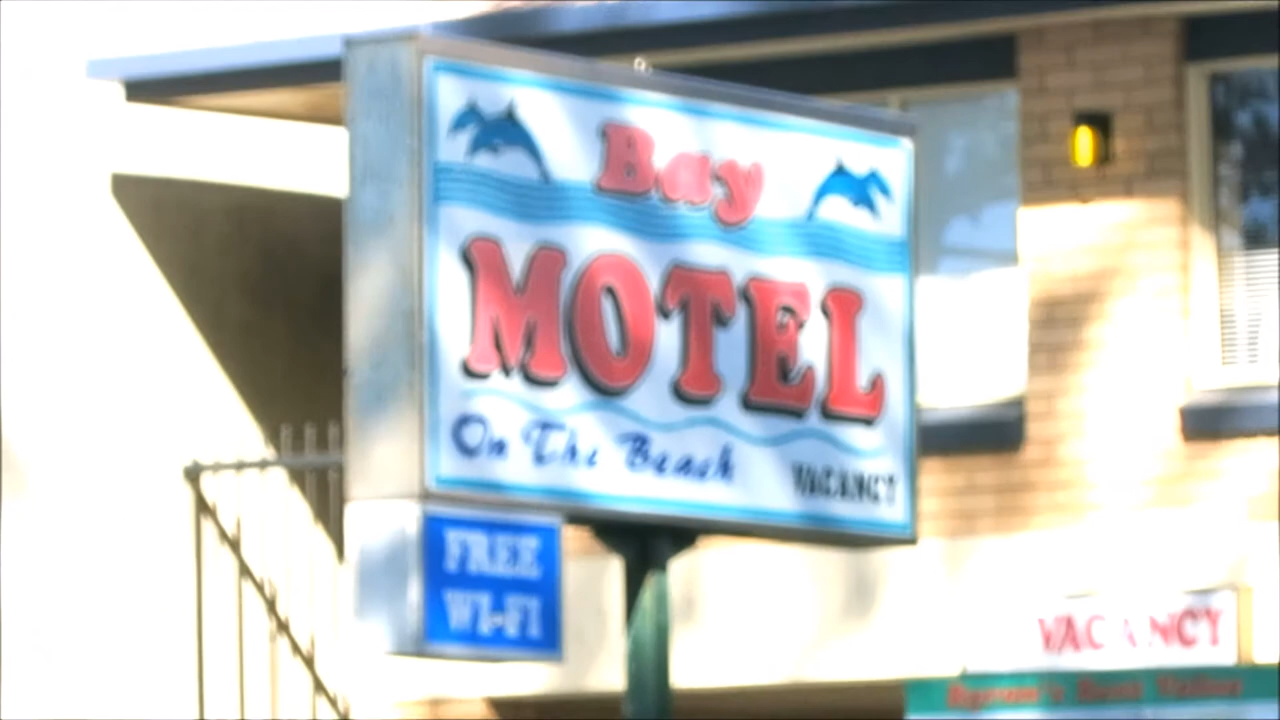 Bay
MOTEL
On The Beach
VACANCY
FREE
WI-FI
VACANCY